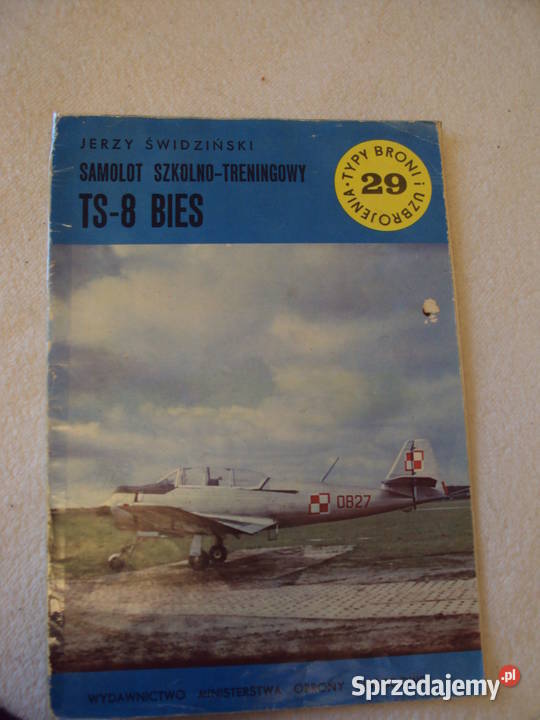 JERZY ŚWIDZIŃSKI
SAMOLOT SZKOLNO-TRENINGOWY
TS-8 BIES
TYPY BRONI i UZBROJENIA •
29
0827
WYDAWNICTWO MINISTERSTWA OBRONY
Sprzedajemy.pl